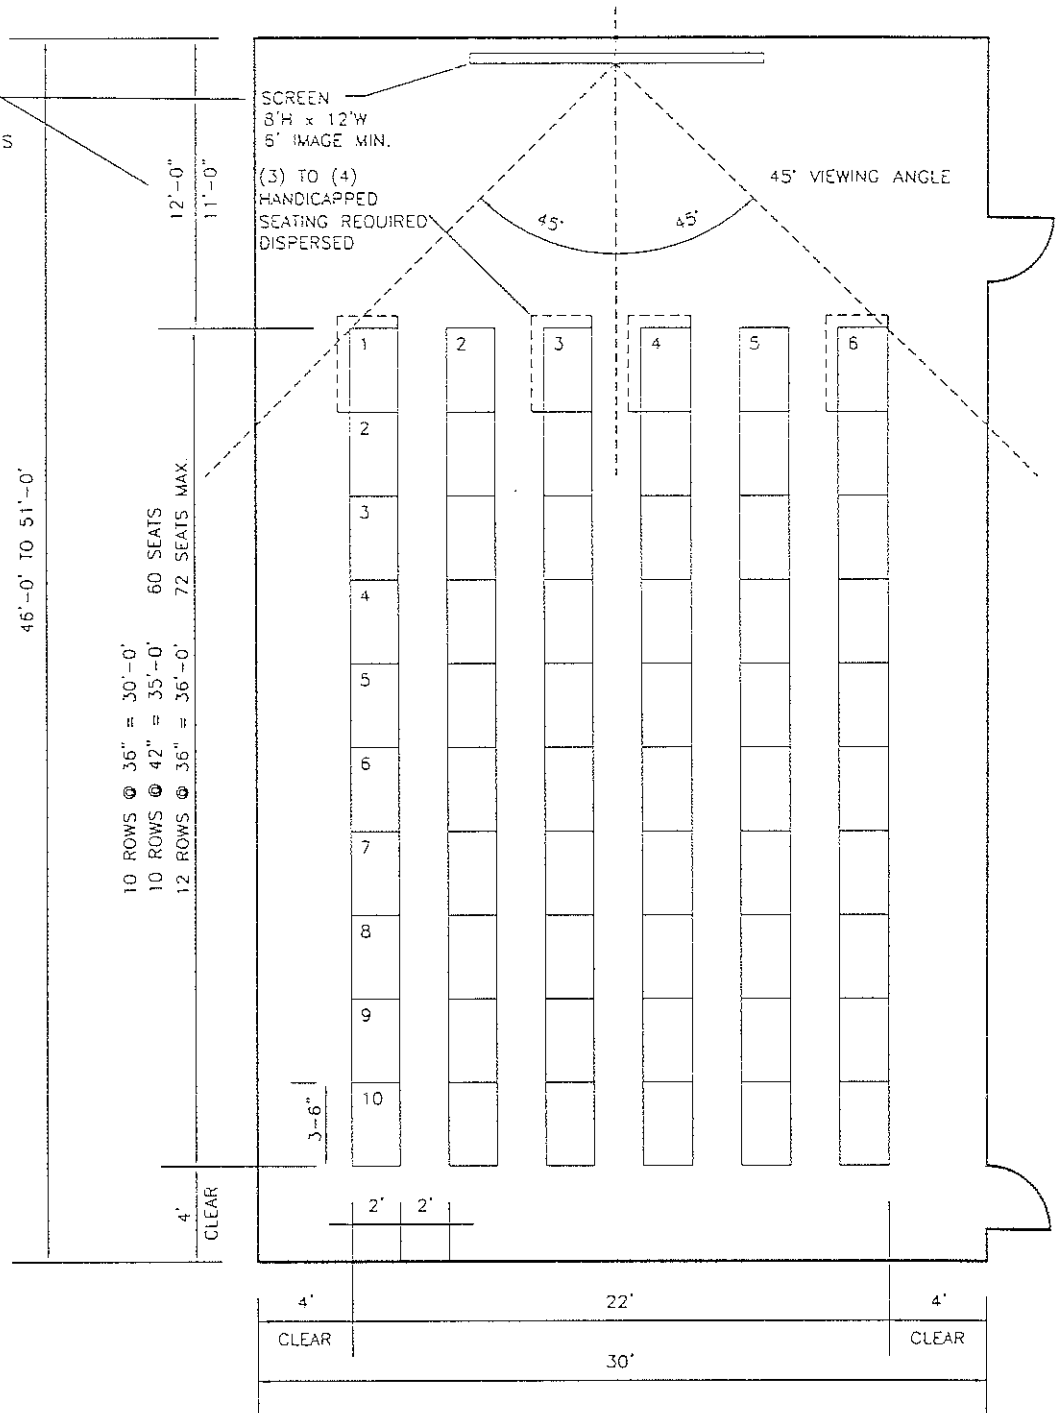 S
SCREEN
8'H x 12'W
6' IMAGE MIN.
(3) TO (4)
HANDICAPPED
SEATING REQUIRED
DISPERSED
45° VIEWING ANGLE
45°
45°
12'-0"
11'-0"
46'-0" TO 51'-0"
10 ROWS @ 36" = 30'-0" 60 SEATS
10 ROWS @ 42" = 35'-0"
12 ROWS @ 36" = 36'-0" 72 SEATS MAX.
1
2
3
4
5
6
2
3
4
5
6
7
8
9
10
3-6"
4'
CLEAR
2'
2'
4'
22'
4'
CLEAR
CLEAR
30'